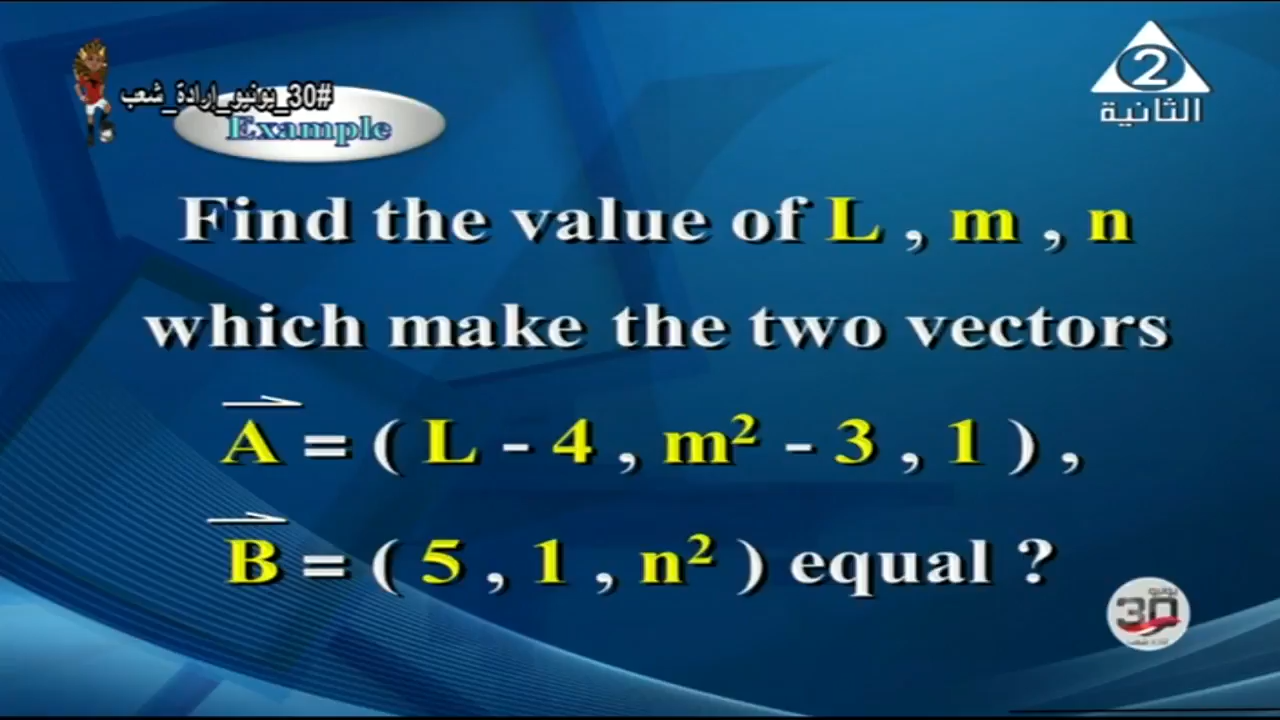 #30_يونيو_إرادة_شعب
2
الثانية
Example
Find the value of L , m , n
which make the two vectors
A = ( L - 4 , m² - 3 , 1 ) ,
B = ( 5 , 1 , n² ) equal ?
يونيو
30